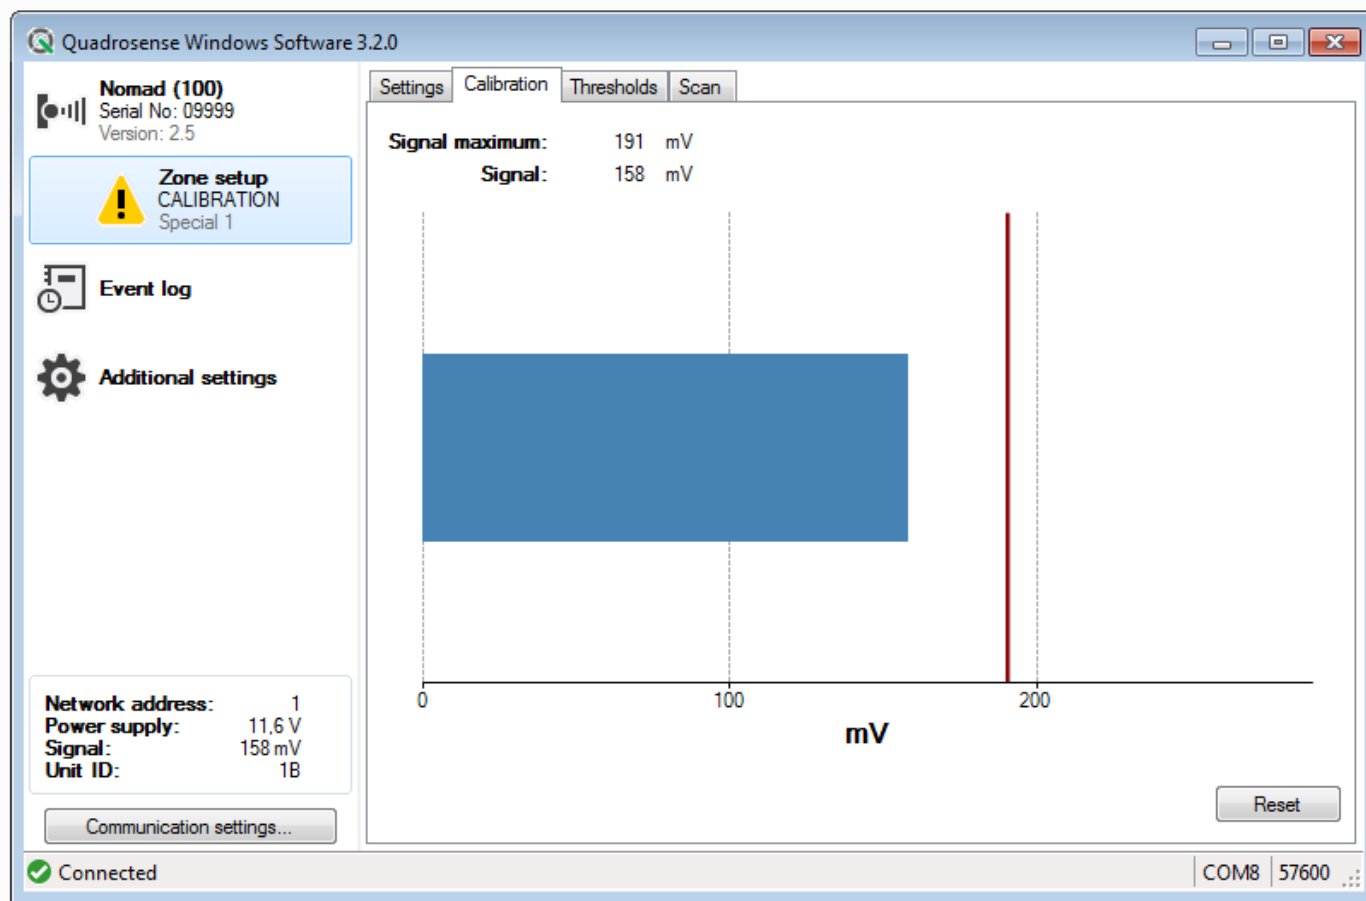 Quadrosense Windows Software 3.2.0
Nomad (100)
Serial No: 09999
Version: 2.5
Zone setup
CALIBRATION
Special 1
Event log
Additional settings
Network address: 1
Power supply: 11,6 V
Signal: 158 mV
Unit ID: 1B
Communication settings...
Settings Calibration Thresholds Scan
Signal maximum: 191 mV
Signal: 158 mV
0 100 200
mV
Reset
Connected COM8 57600